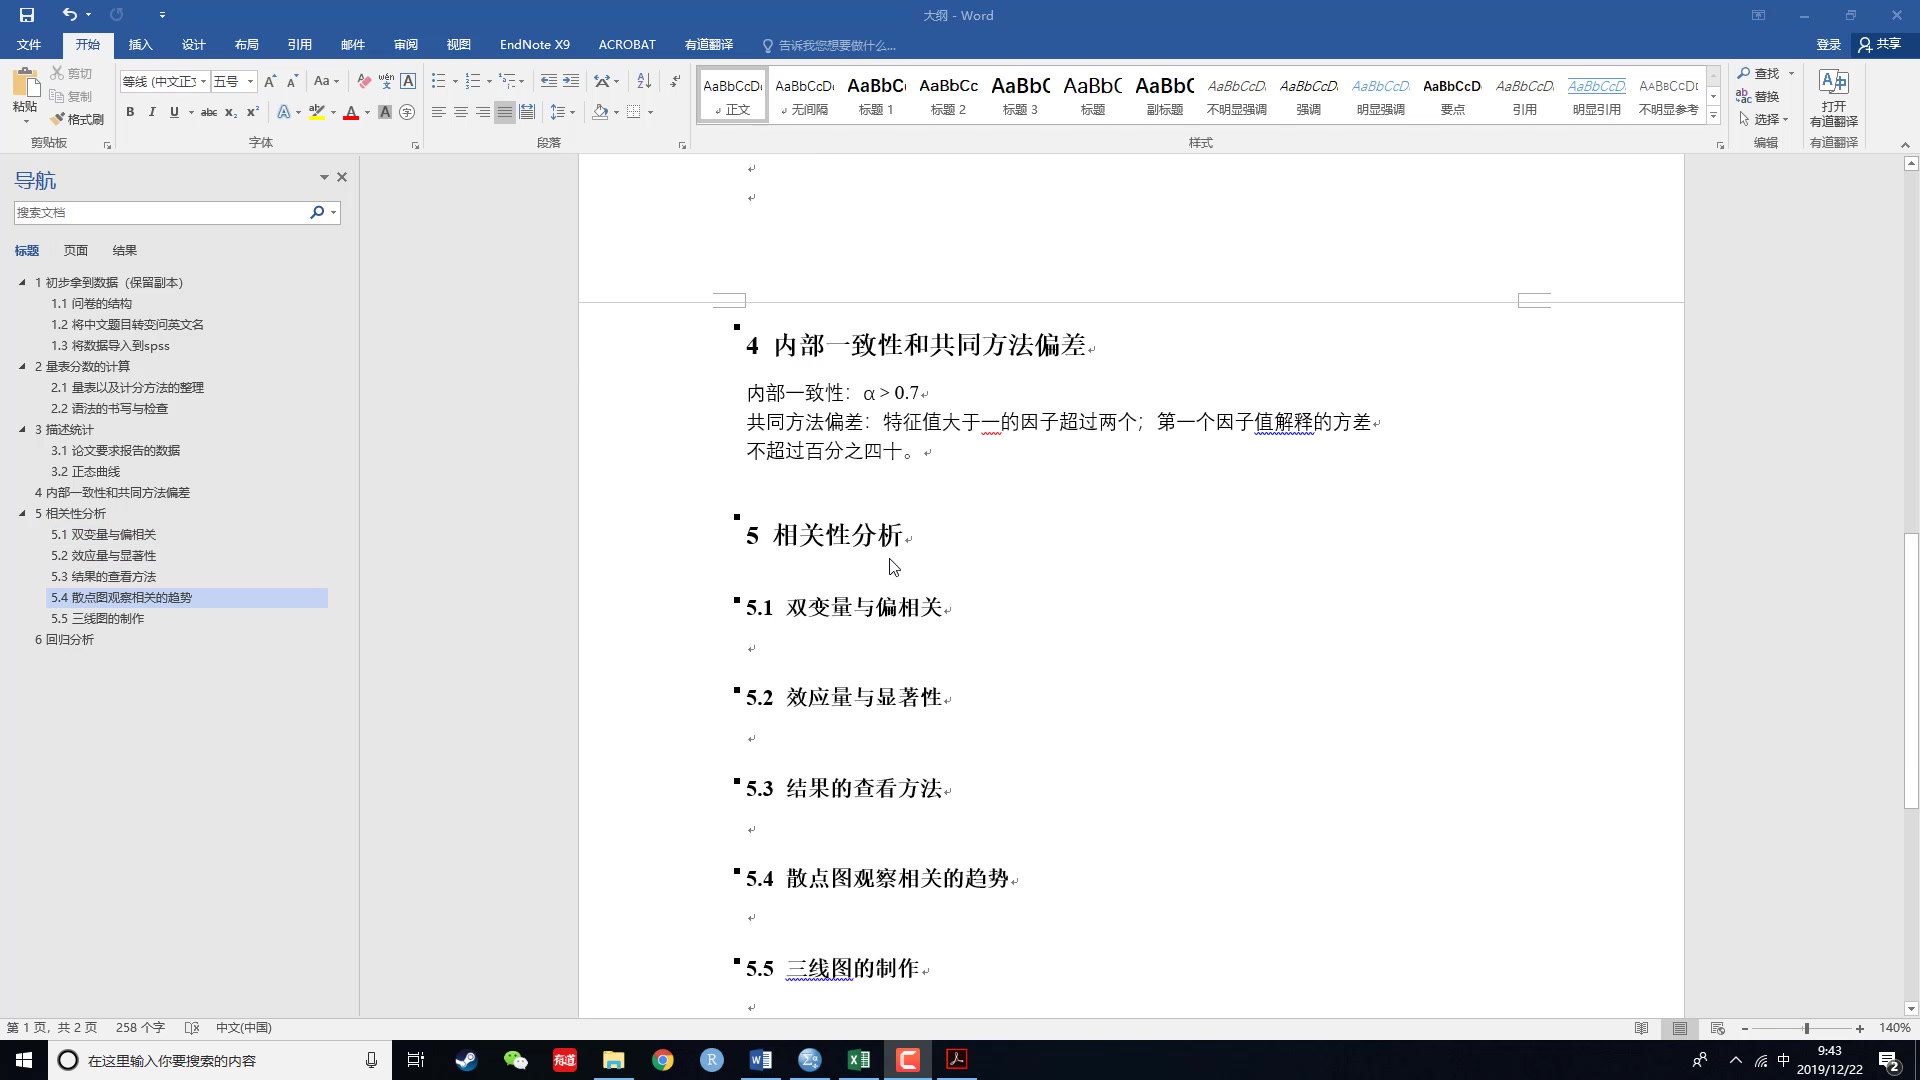 大纲 - Word
文件 开始 插入 设计 布局 引用 邮件 审阅 视图 EndNote X9 ACROBAT 有道翻译 告诉我您想要做什么... 登录 共享
粘贴 剪切 复制 格式刷 剪贴板
等线 (中文正 五号 Aa wén A 字体
B I U abc x₂ x² A ab A A 字
段落
AaBbCcDc 正文
AaBbCcDc 无间隔
AaBbC 标题 1
AaBbCc 标题 2
AaBbC 标题 3
AaBbC 标题
AaBbC 副标题
AaBbCcD 不明显强调
AaBbCcD 强调
AaBbCcD 明显强调
AaBbCcD 要点
AaBbCcD 引用
AaBbCcD 明显引用
AaBbCcD 不明显参考
样式
查找 替换 选择 编辑
打开 有道翻译 有道翻译
导航
搜索文档
标题 页面 结果
1 初步拿到数据（保留副本）
1.1 问卷的结构
1.2 将中文题目转变问英文名
1.3 将数据导入到spss
2 量表分数的计算
2.1 量表以及计分方法的整理
2.2 语法的书写与检查
3 描述统计
3.1 论文要求报告的数据
3.2 正态曲线
4 内部一致性和共同方法偏差
5 相关性分析
5.1 双变量与偏相关
5.2 效应量与显著性
5.3 结果的查看方法
5.4 散点图观察相关的趋势
5.5 三线图的制作
6 回归分析
4 内部一致性和共同方法偏差
内部一致性：α > 0.7
共同方法偏差：特征值大于一的因子超过两个；第一个因子值解释的方差
不超过百分之四十。
5 相关性分析
5.1 双变量与偏相关
5.2 效应量与显著性
5.3 结果的查看方法
5.4 散点图观察相关的趋势
5.5 三线图的制作
第 1 页，共 2 页 258 个字 中文(中国) 140%
在这里输入你要搜索的内容 有道 R 中 9:43
2019/12/22 2